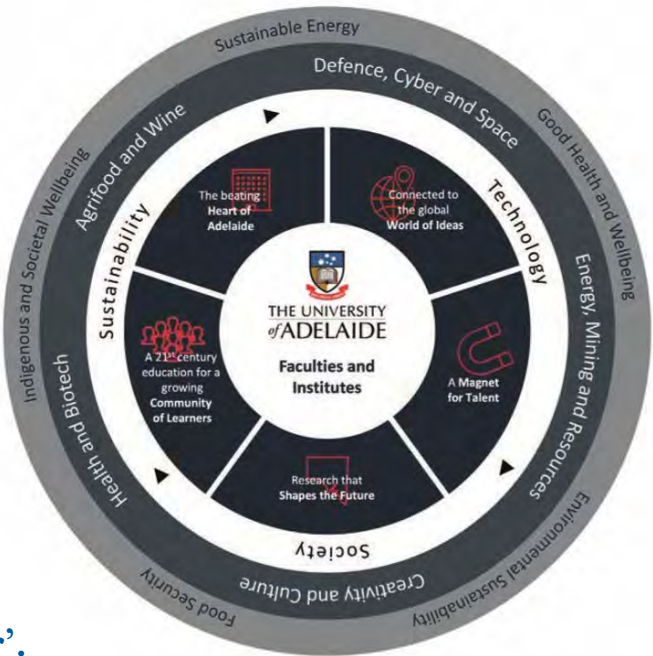 Sustainable Energy
Good Health and Wellbeing
Environmental Sustainability
Food Security
Indigenous and Societal Wellbeing
Defence, Cyber and Space
Energy, Mining and Resources
Creativity and Culture
Health and Biotech
Agrifood and Wine
Technology
Society
Sustainability
The beating
Heart of
Adelaide
Connected to
the global
World of Ideas
A Magnet
for Talent
Research that
Shapes the Future
A 21st century
education for a
growing
Community
of Learners
THE UNIVERSITY
of ADELAIDE
Faculties and
Institutes